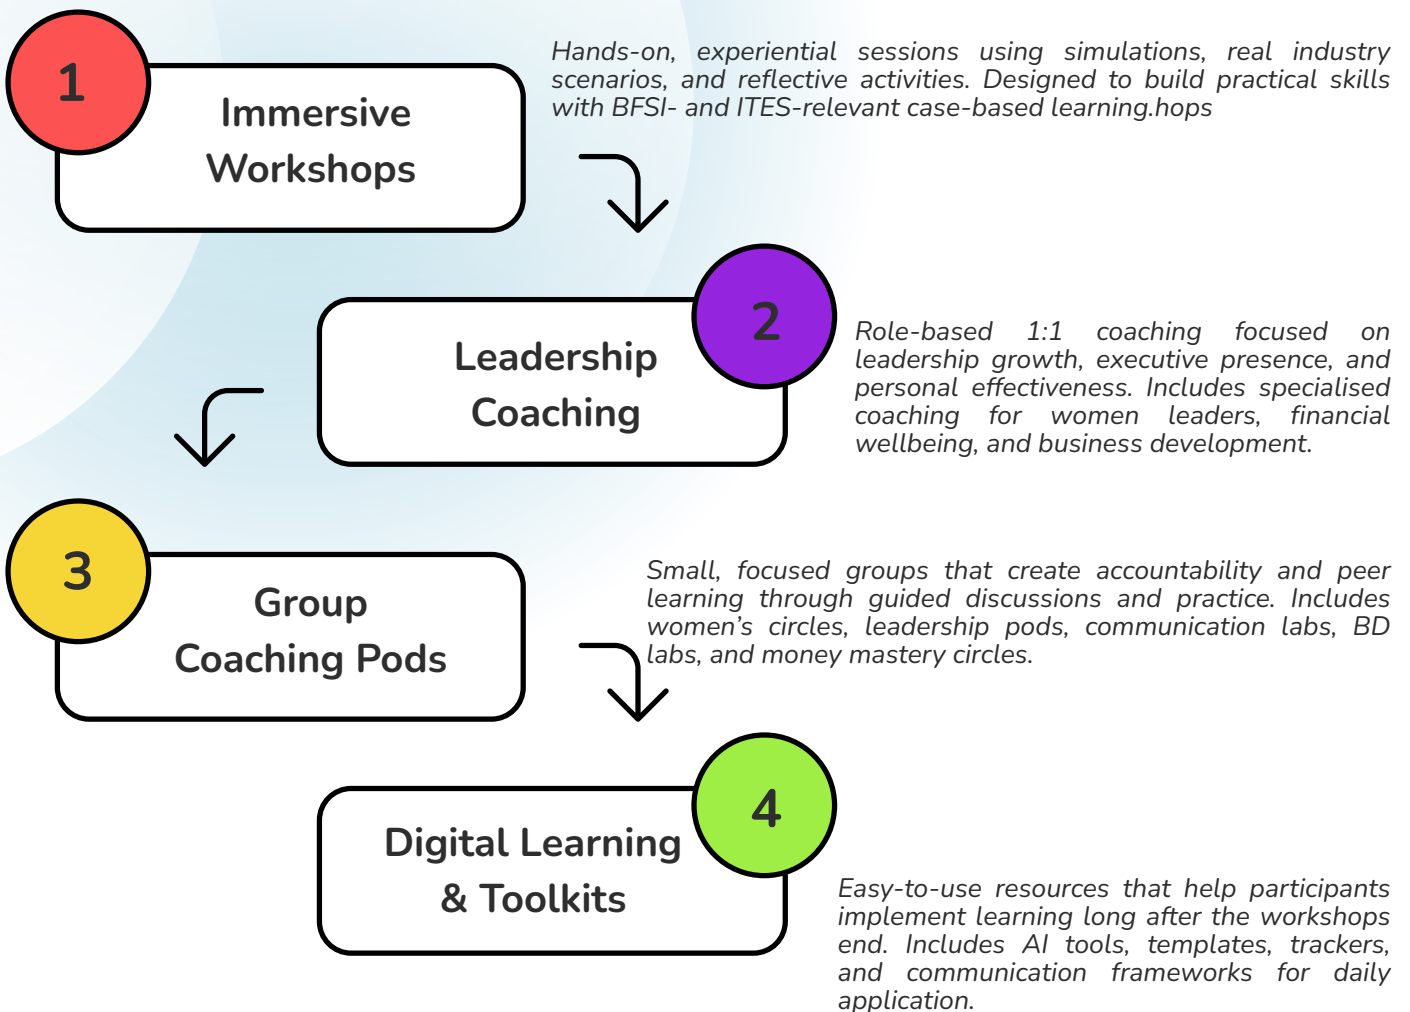 1
Immersive
Workshops
Hands-on, experiential sessions using simulations, real industry
scenarios, and reflective activities. Designed to build practical skills
with BFSI- and ITES-relevant case-based learning.hops
2
Leadership
Coaching
Role-based 1:1 coaching focused on
leadership growth, executive presence, and
personal effectiveness. Includes specialised
coaching for women leaders, financial
wellbeing, and business development.
3
Group
Coaching Pods
Small, focused groups that create accountability and peer
learning through guided discussions and practice. Includes
women’s circles, leadership pods, communication labs, BD
labs, and money mastery circles.
4
Digital Learning
& Toolkits
Easy-to-use resources that help participants
implement learning long after the workshops
end. Includes AI tools, templates, trackers,
and communication frameworks for daily
application.